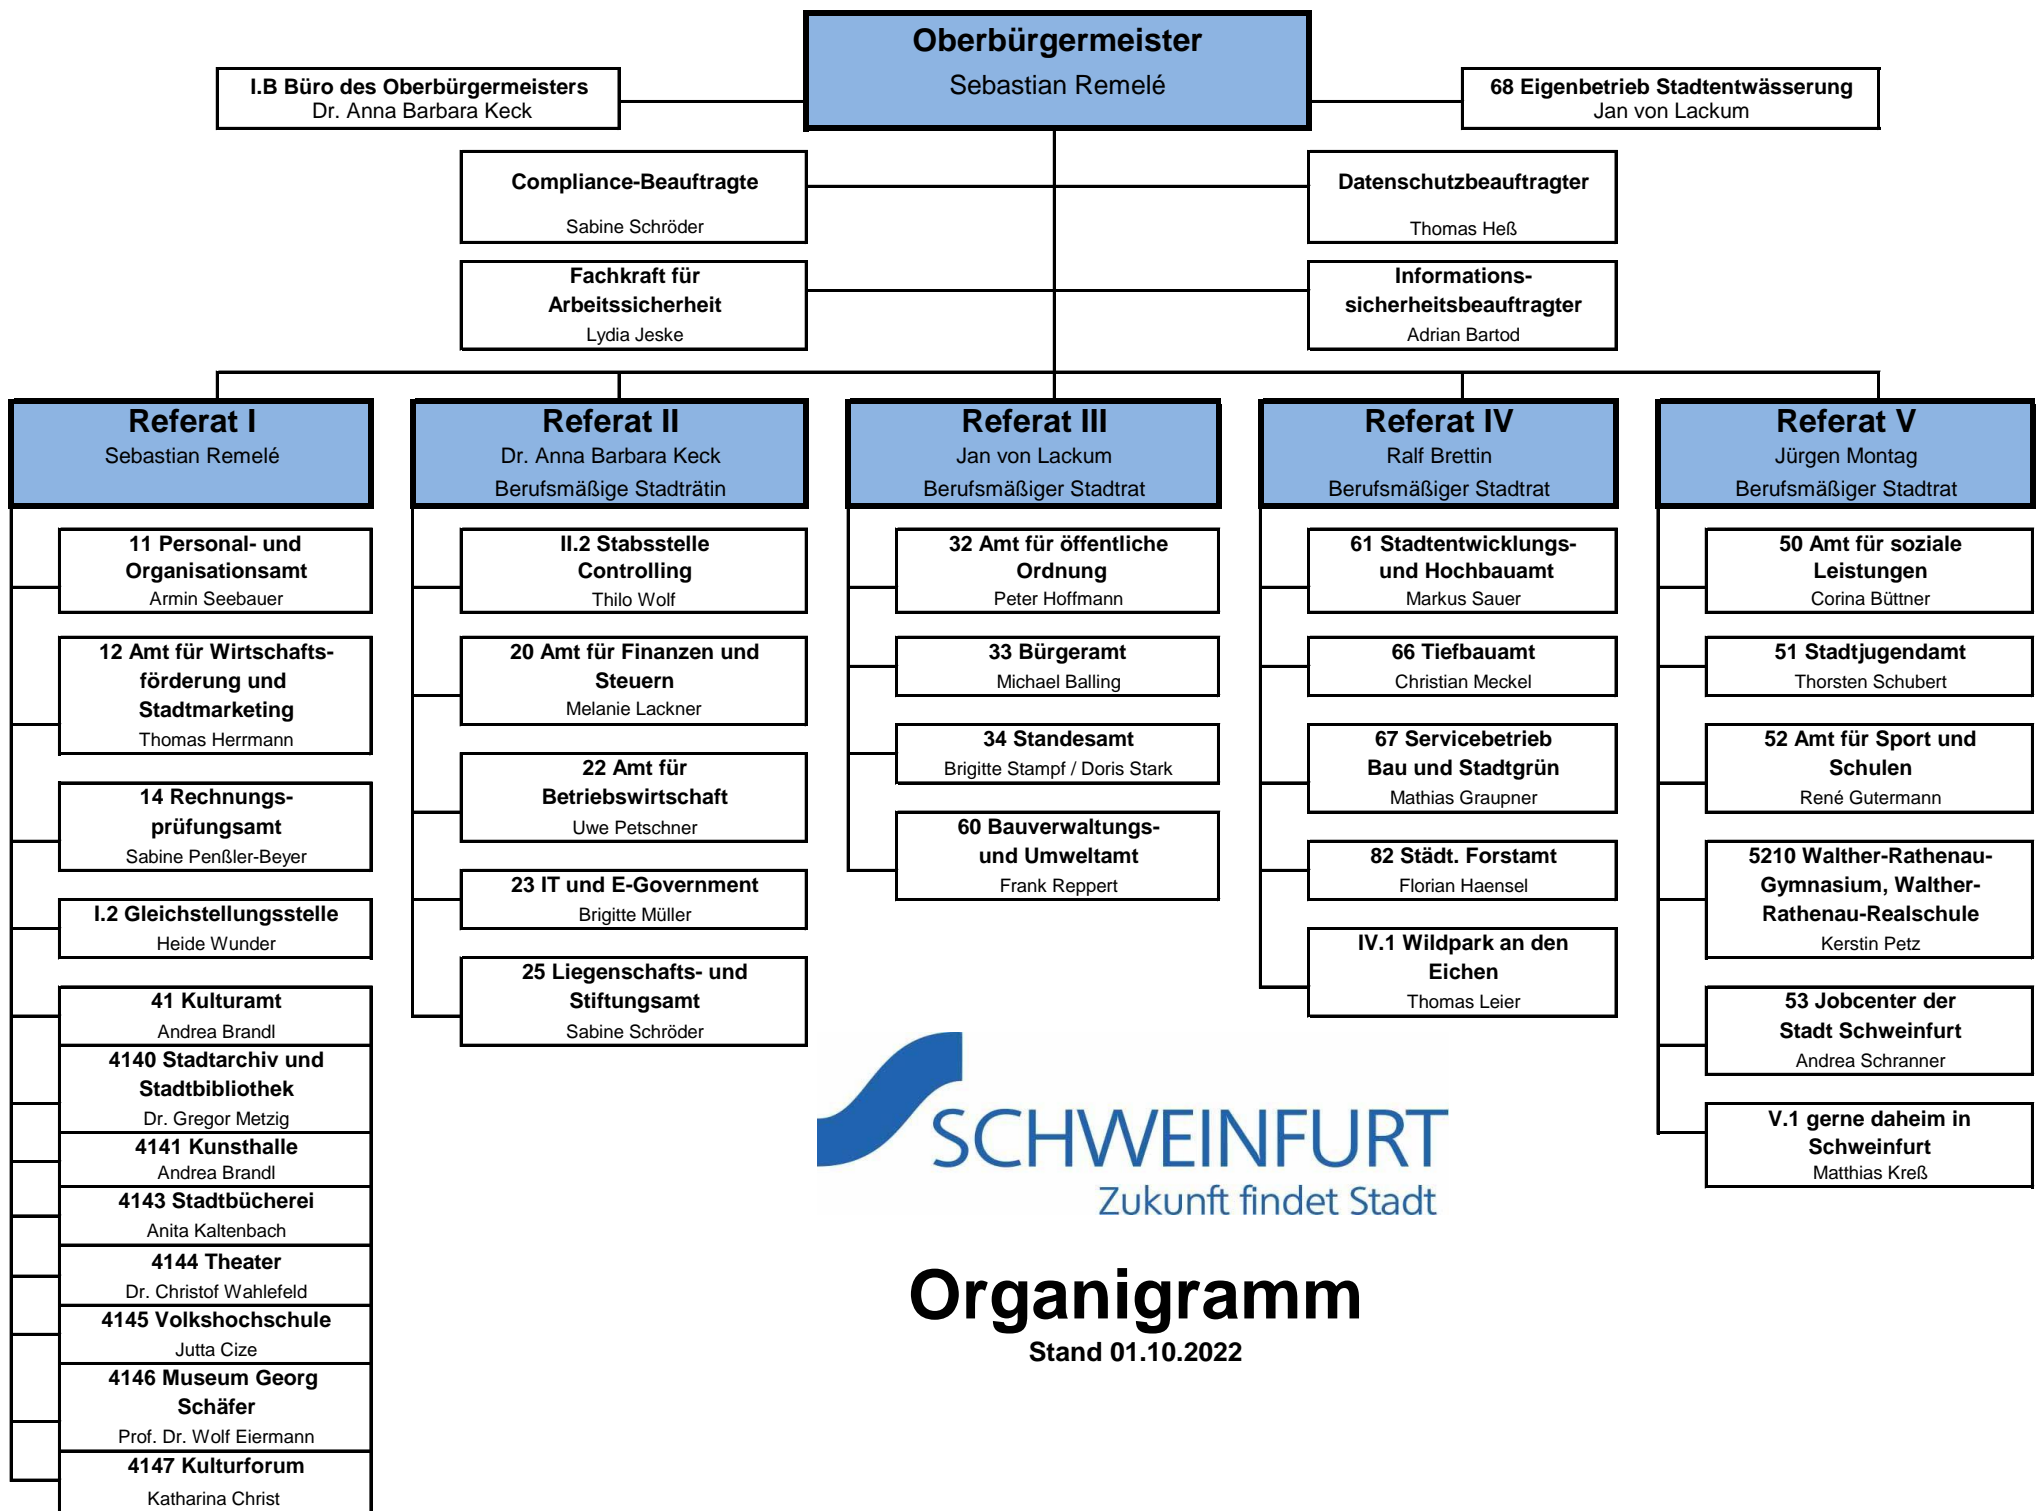 Oberbürgermeister
Sebastian Remelé
I.B Büro des Oberbürgermeisters
Dr. Anna Barbara Keck
68 Eigenbetrieb Stadtentwässerung
Jan von Lackum
Compliance-Beauftragte
Sabine Schröder
Datenschutzbeauftragter
Thomas Heß
Fachkraft für
Arbeitssicherheit
Lydia Jeske
Informations-
sicherheitsbeauftragter
Adrian Bartod
Referat I
Sebastian Remelé
11 Personal- und
Organisationsamt
Armin Seebauer
12 Amt für Wirtschafts-
förderung und
Stadtmarketing
Thomas Herrmann
14 Rechnungs-
prüfungsamt
Sabine Penßler-Beyer
I.2 Gleichstellungsstelle
Heide Wunder
41 Kulturamt
Andrea Brandl
4140 Stadtarchiv und
Stadtbibliothek
Dr. Gregor Metzig
4141 Kunsthalle
Andrea Brandl
4143 Stadtbücherei
Anita Kaltenbach
4144 Theater
Dr. Christof Wahlefeld
4145 Volkshochschule
Jutta Cize
4146 Museum Georg
Schäfer
Prof. Dr. Wolf Eiermann
4147 Kulturforum
Katharina Christ
Referat II
Dr. Anna Barbara Keck
Berufsmäßige Stadträtin
II.2 Stabsstelle
Controlling
Thilo Wolf
20 Amt für Finanzen und
Steuern
Melanie Lackner
22 Amt für
Betriebswirtschaft
Uwe Petschner
23 IT und E-Government
Brigitte Müller
25 Liegenschafts- und
Stiftungsamt
Sabine Schröder
Referat III
Jan von Lackum
Berufsmäßiger Stadtrat
32 Amt für öffentliche
Ordnung
Peter Hoffmann
33 Bürgeramt
Michael Balling
34 Standesamt
Brigitte Stampf / Doris Stark
60 Bauverwaltungs-
und Umweltamt
Frank Reppert
Referat IV
Ralf Brettin
Berufsmäßiger Stadtrat
61 Stadtentwicklungs-
und Hochbauamt
Markus Sauer
66 Tiefbauamt
Christian Meckel
67 Servicebetrieb
Bau und Stadtgrün
Mathias Graupner
82 Städt. Forstamt
Florian Haensel
IV.1 Wildpark an den
Eichen
Thomas Leier
Referat V
Jürgen Montag
Berufsmäßiger Stadtrat
50 Amt für soziale
Leistungen
Corina Büttner
51 Stadtjugendamt
Thorsten Schubert
52 Amt für Sport und
Schulen
René Gutermann
5210 Walther-Rathenau-
Gymnasium, Walther-
Rathenau-Realschule
Kerstin Petz
53 Jobcenter der
Stadt Schweinfurt
Andrea Schranner
V.1 gerne daheim in
Schweinfurt
Matthias Kreß
SCHWEINFURT
Zukunft findet Stadt
Organigramm
Stand 01.10.2022